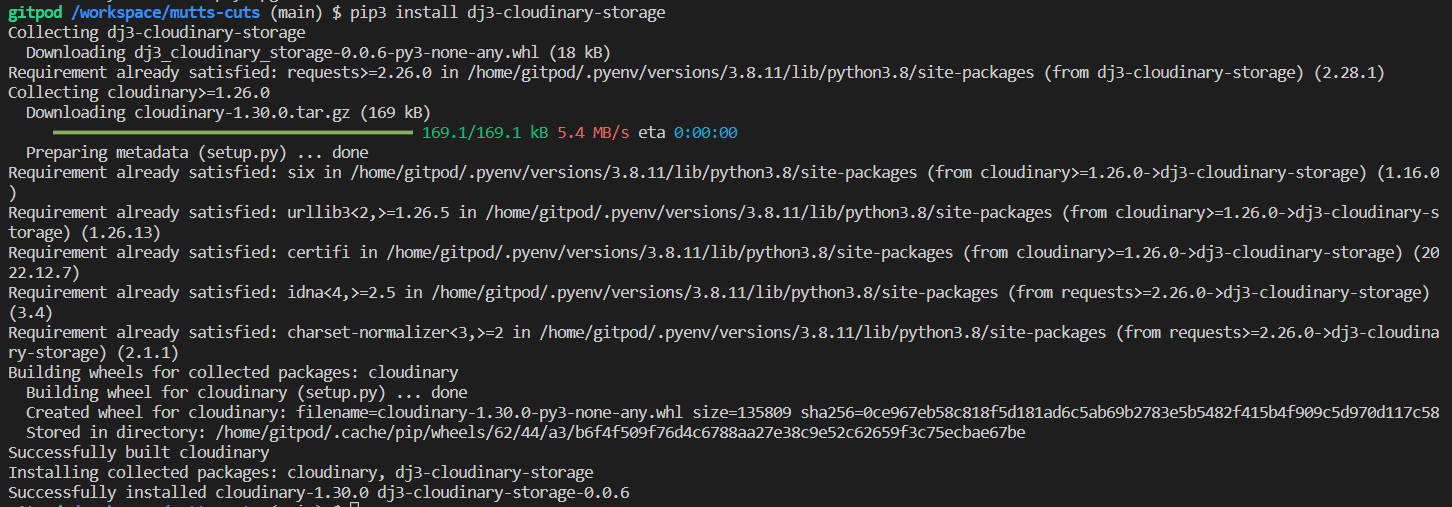 gitpod /workspace/mutts-cuts (main) $ pip3 install dj3-cloudinary-storage
Collecting dj3-cloudinary-storage
  Downloading dj3_cloudinary_storage-0.0.6-py3-none-any.whl (18 kB)
Requirement already satisfied: requests>=2.26.0 in /home/gitpod/.pyenv/versions/3.8.11/lib/python3.8/site-packages (from dj3-cloudinary-storage) (2.28.1)
Collecting cloudinary>=1.26.0
  Downloading cloudinary-1.30.0.tar.gz (169 kB)
     169.1/169.1 kB 5.4 MB/s eta 0:00:00
  Preparing metadata (setup.py) ... done
Requirement already satisfied: six in /home/gitpod/.pyenv/versions/3.8.11/lib/python3.8/site-packages (from cloudinary>=1.26.0->dj3-cloudinary-storage) (1.16.0
)
Requirement already satisfied: urllib3<2,>=1.26.5 in /home/gitpod/.pyenv/versions/3.8.11/lib/python3.8/site-packages (from cloudinary>=1.26.0->dj3-cloudinary-s
torage) (1.26.13)
Requirement already satisfied: certifi in /home/gitpod/.pyenv/versions/3.8.11/lib/python3.8/site-packages (from cloudinary>=1.26.0->dj3-cloudinary-storage) (20
22.12.7)
Requirement already satisfied: idna<4,>=2.5 in /home/gitpod/.pyenv/versions/3.8.11/lib/python3.8/site-packages (from requests>=2.26.0->dj3-cloudinary-storage)
(3.4)
Requirement already satisfied: charset-normalizer<3,>=2 in /home/gitpod/.pyenv/versions/3.8.11/lib/python3.8/site-packages (from requests>=2.26.0->dj3-cloudina
ry-storage) (2.1.1)
Building wheels for collected packages: cloudinary
  Building wheel for cloudinary (setup.py) ... done
  Created wheel for cloudinary: filename=cloudinary-1.30.0-py3-none-any.whl size=135809 sha256=0ce967eb58c818f5d181ad6c5ab69b2783e5b5482f415b4f909c5d970d117c58
  Stored in directory: /home/gitpod/.cache/pip/wheels/62/44/a3/b6f4f509f76d4c6788aa27e38c9e52c62659f3c75ecbae67be
Successfully built cloudinary
Installing collected packages: cloudinary, dj3-cloudinary-storage
Successfully installed cloudinary-1.30.0 dj3-cloudinary-storage-0.0.6